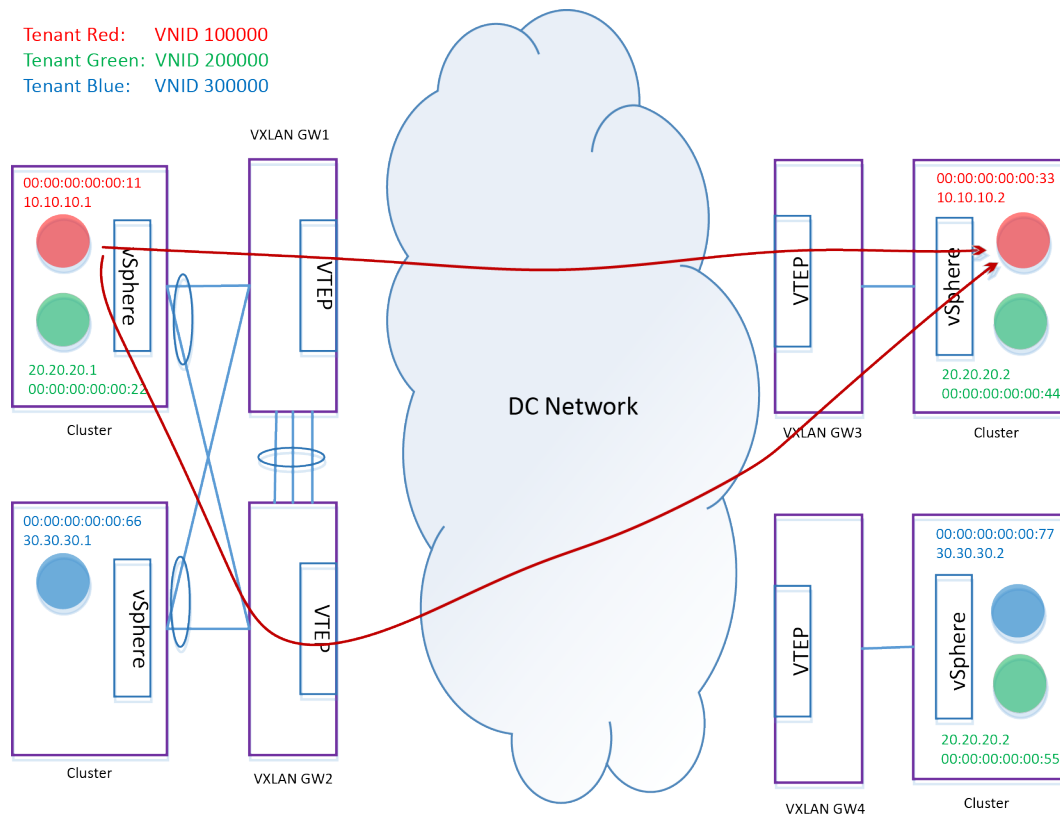 Tenant Red: VNID 100000
Tenant Green: VNID 200000
Tenant Blue: VNID 300000
VXLAN GW1
00:00:00:00:00:11
10.10.10.1
vSphere
20.20.20.1
00:00:00:00:00:22
Cluster
VTEP
DC Network
VTEP
VXLAN GW3
00:00:00:00:00:33
10.10.10.2
vSphere
20.20.20.2
00:00:00:00:00:44
Cluster
00:00:00:00:00:66
30.30.30.1
vSphere
Cluster
VTEP
VXLAN GW2
VTEP
VXLAN GW4
00:00:00:00:00:77
30.30.30.2
vSphere
20.20.20.2
00:00:00:00:00:55
Cluster